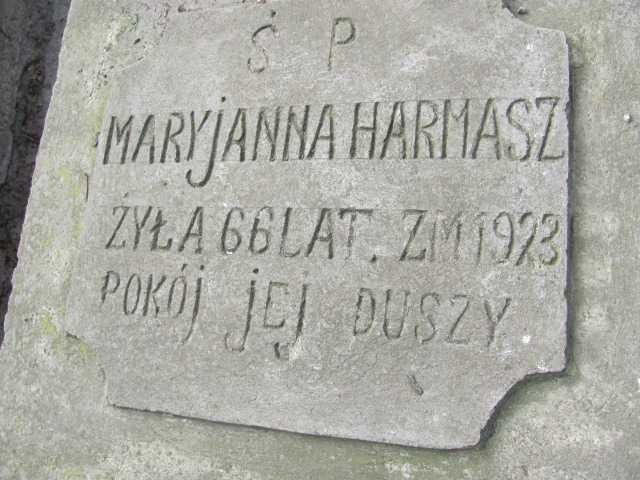 Ś P
MARYjANNA HARMASZ
ŻYŁA 66 LAT. ZM 1923
POKÓj jEj DUSZY